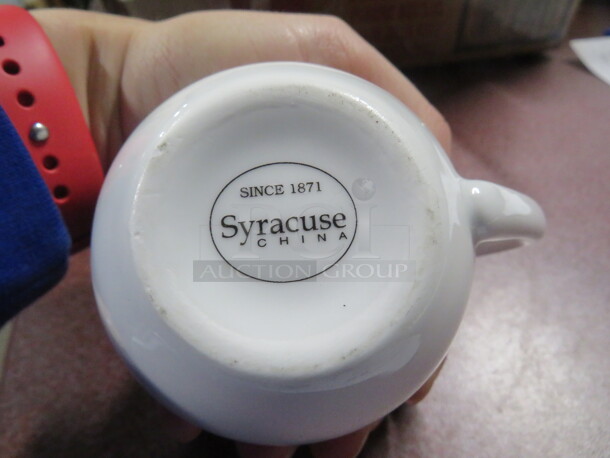 SINCE 1871
Syracuse
CHINA
AUCTION GROUP